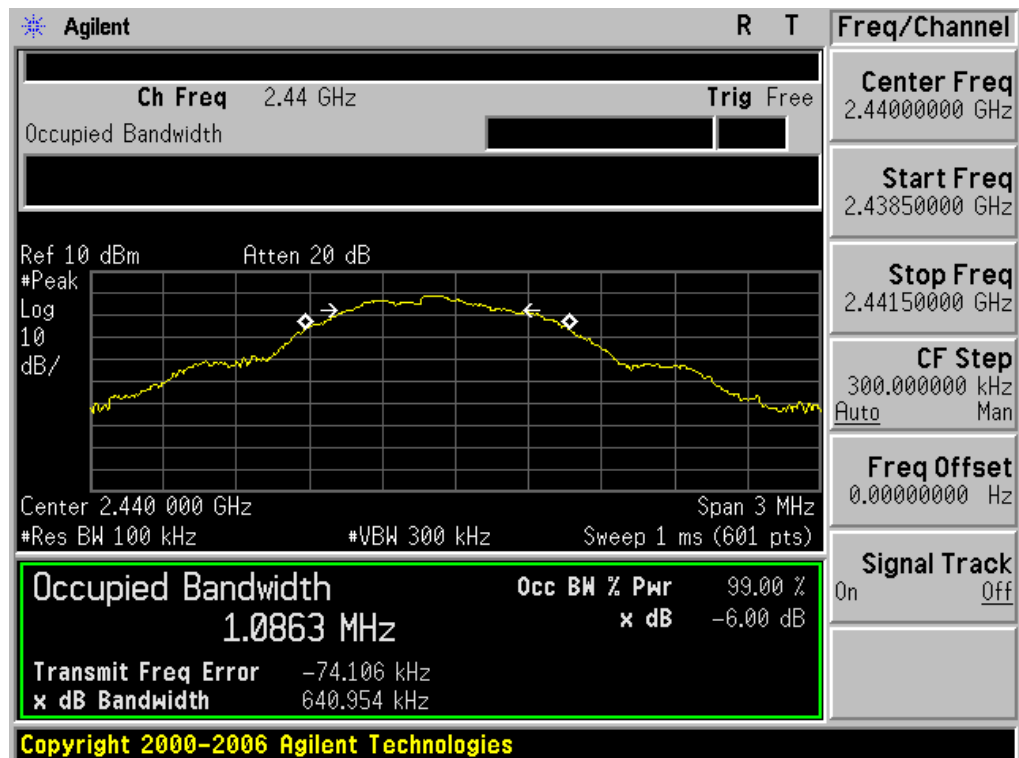 Agilent R T Freq/Channel
Ch Freq 2.44 GHz Trig Free
Occupied Bandwidth
Center Freq
2.44000000 GHz
Start Freq
2.43850000 GHz
Stop Freq
2.44150000 GHz
CF Step
300.000000 kHz
Auto Man
Freq Offset
0.00000000 Hz
Signal Track
On Off
Ref 10 dBm Atten 20 dB
#Peak
Log
10
dB/
Center 2.440 000 GHz Span 3 MHz
#Res BW 100 kHz #VBW 300 kHz Sweep 1 ms (601 pts)
Occupied Bandwidth
1.0863 MHz
Occ BW % Pwr 99.00 %
x dB -6.00 dB
Transmit Freq Error -74.106 kHz
x dB Bandwidth 640.954 kHz
Copyright 2000-2006 Agilent Technologies